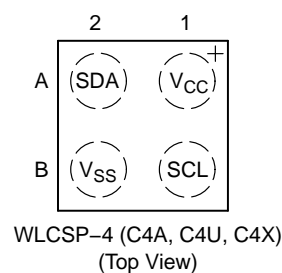 2 1
A SDA VCC +
B VSS SCL
WLCSP−4 (C4A, C4U, C4X)
(Top View)